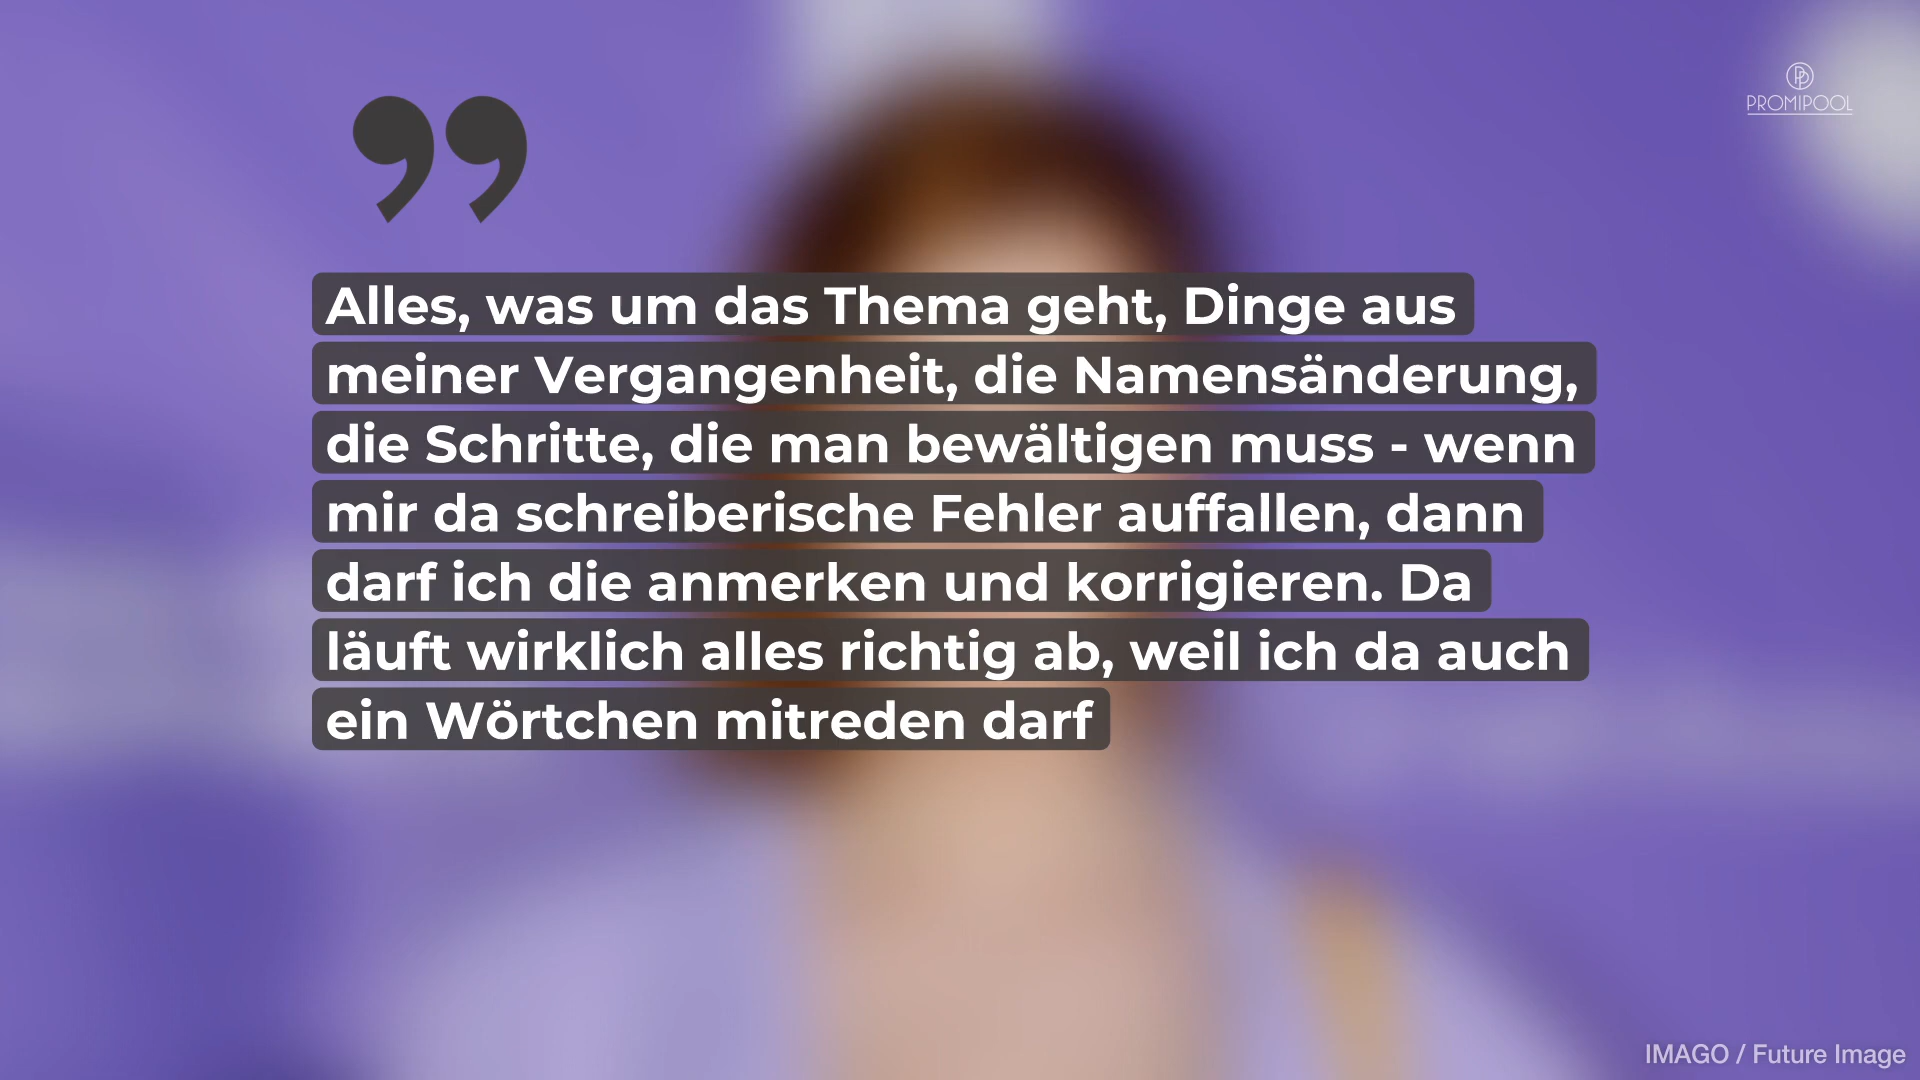 PROMIPOOL
Alles, was um das Thema geht, Dinge aus
meiner Vergangenheit, die Namensänderung,
die Schritte, die man bewältigen muss - wenn
mir da schreiberische Fehler auffallen, dann
darf ich die anmerken und korrigieren. Da
läuft wirklich alles richtig ab, weil ich da auch
ein Wörtchen mitreden darf
IMAGO / Future Image